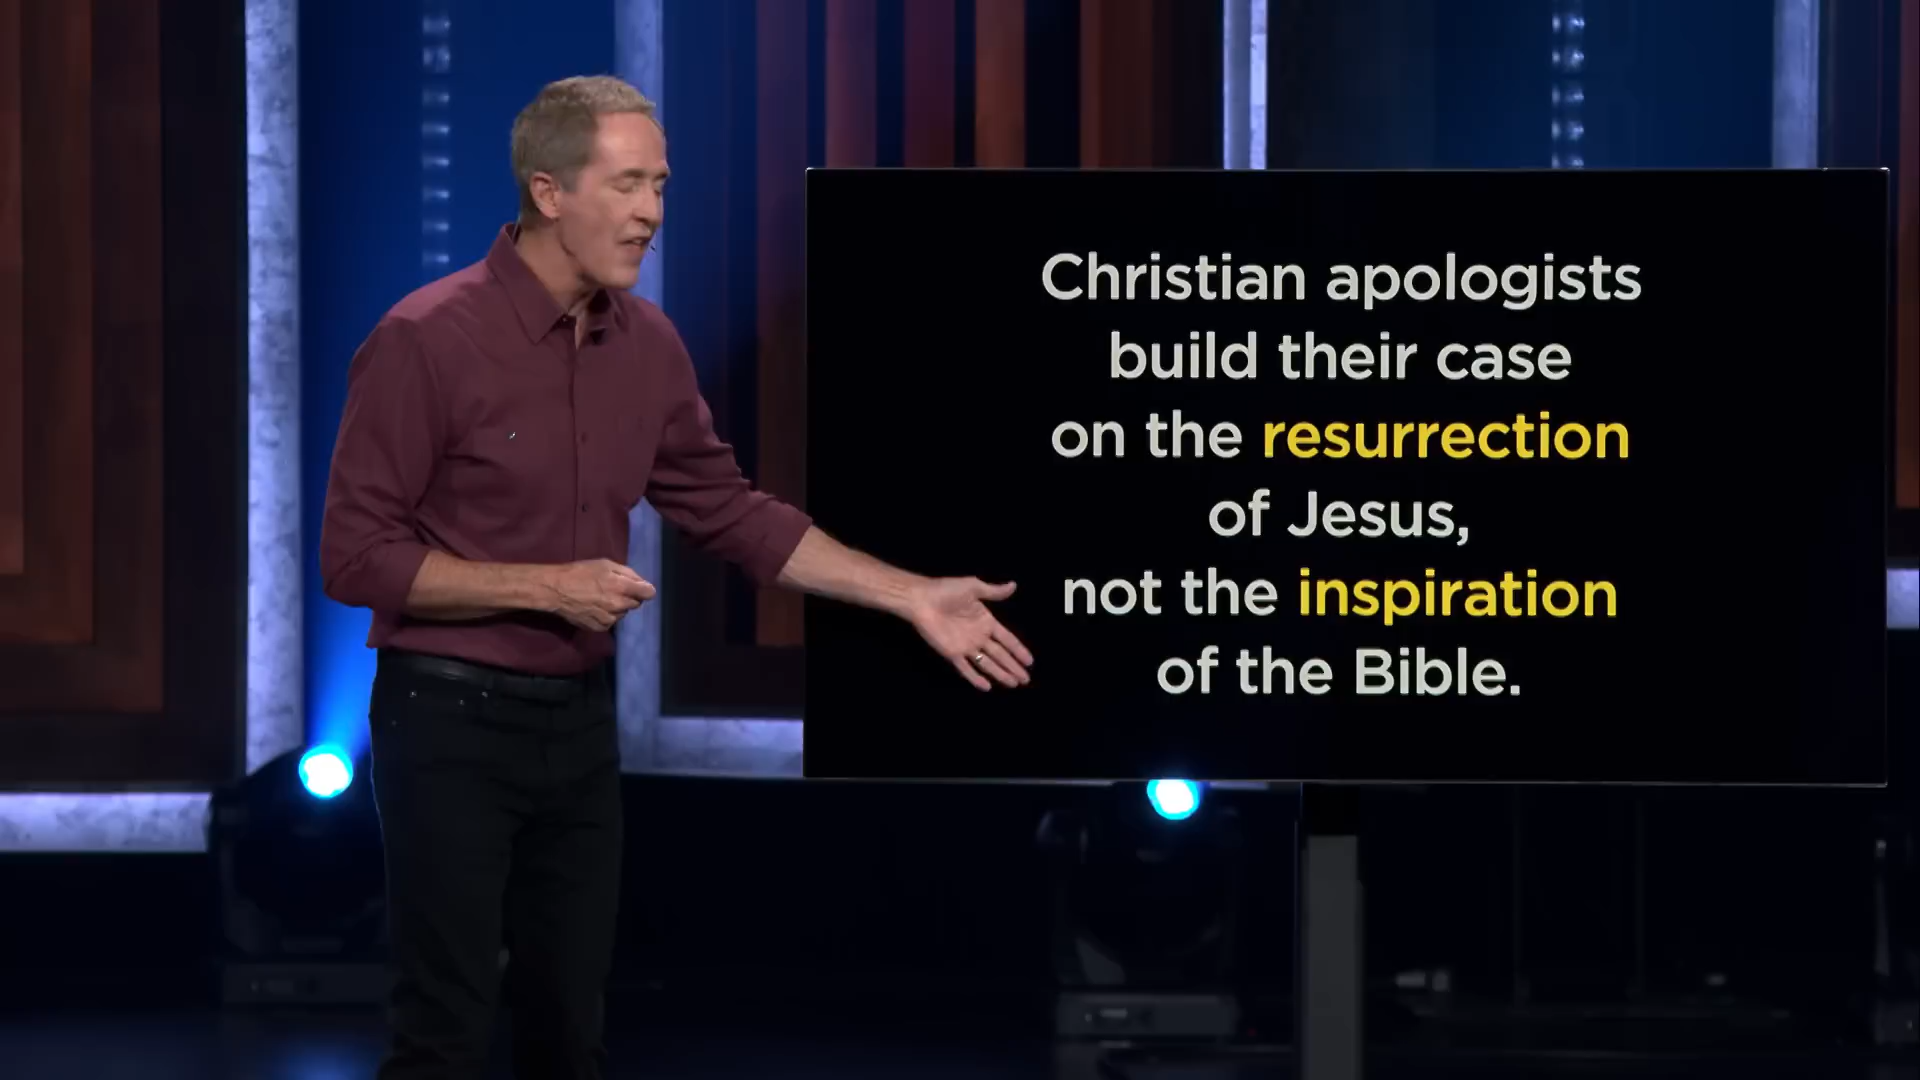 Christian apologists
build their case
on the resurrection
of Jesus,
not the inspiration
of the Bible.